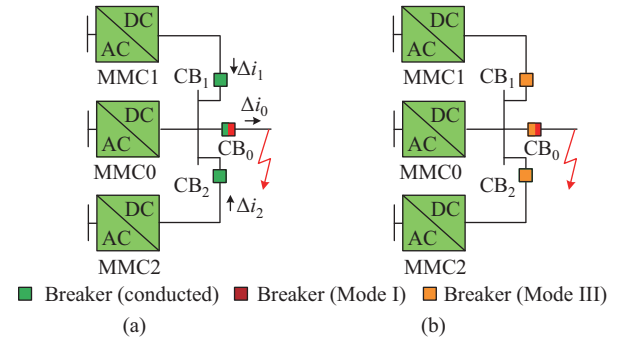 DC
AC
MMC1
CB₁
Δi₁
DC
AC
MMC0
Δi₀
CB₀
CB₂
DC
AC
MMC2
Δi₂
DC
AC
MMC1
CB₁
DC
AC
MMC0
CB₀
CB₂
DC
AC
MMC2
Breaker (conducted) Breaker (Mode I) Breaker (Mode III)
(a) (b)